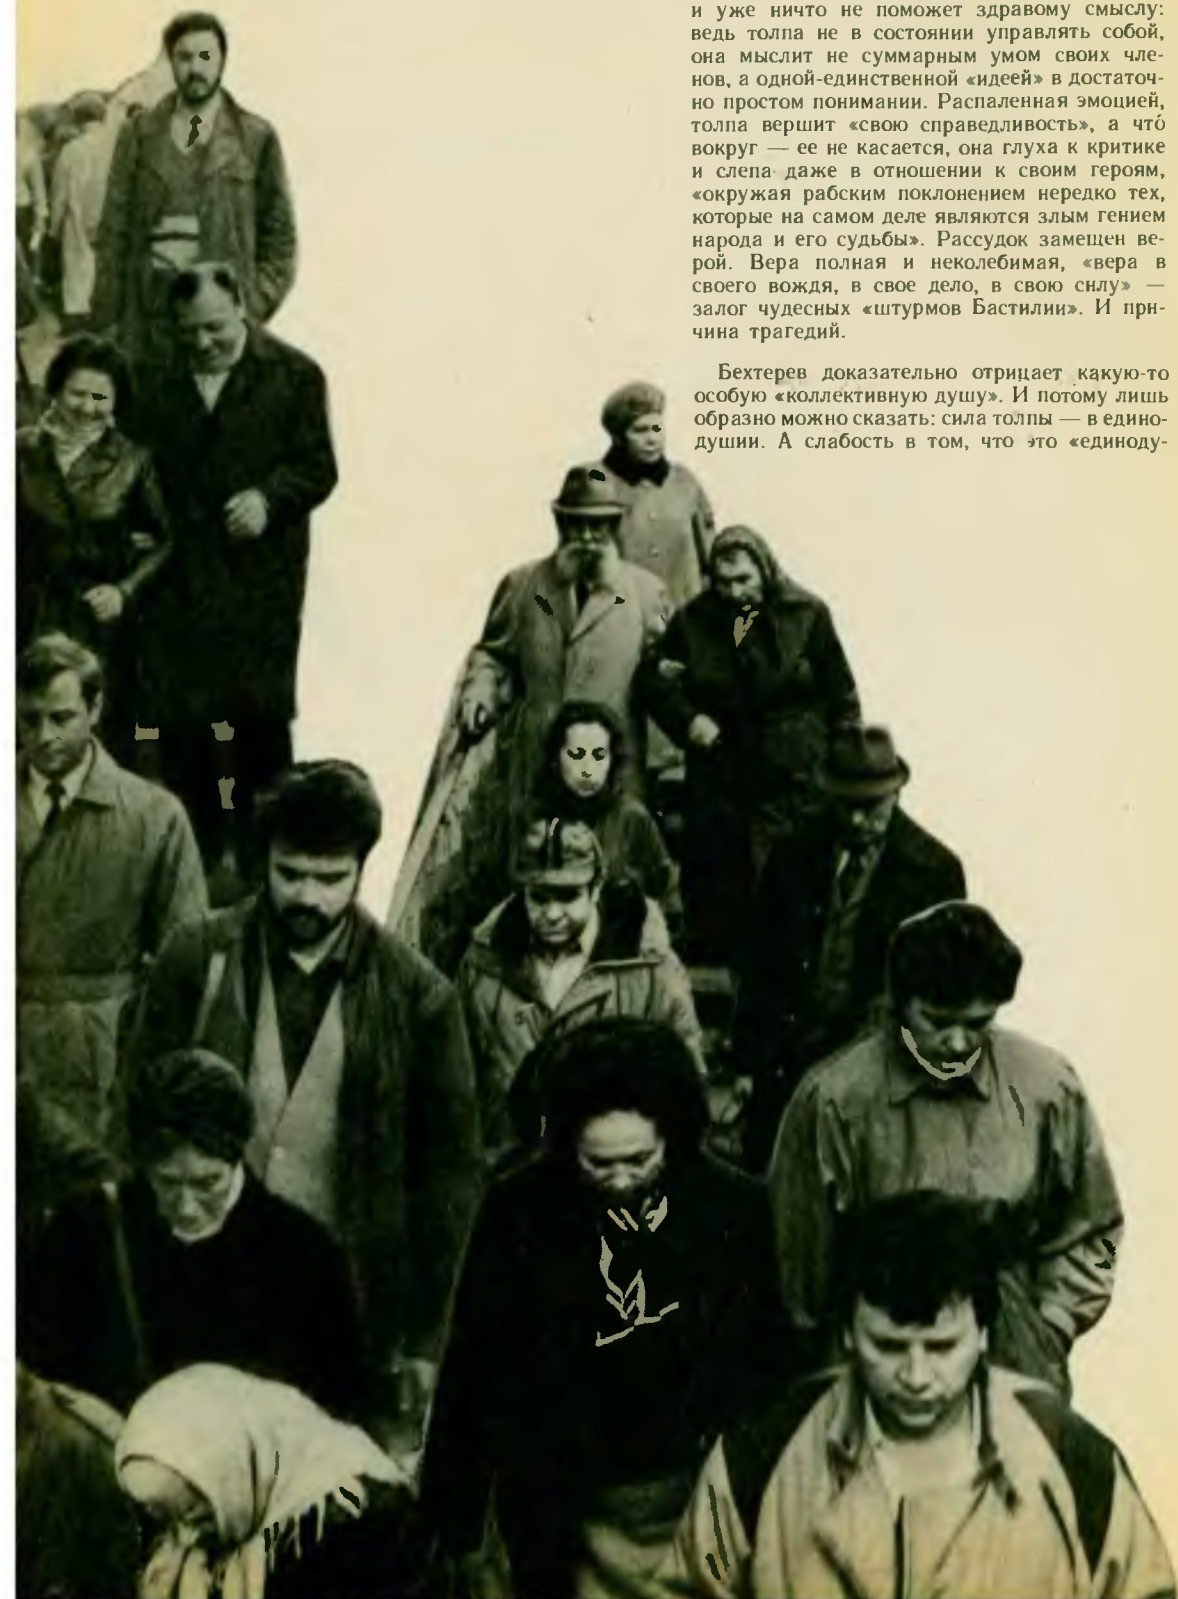 и уже ничто не поможет здравому смыслу:
ведь толпа не в состоянии управлять собой,
она мыслит не суммарным умом своих чле-
нов, а одной-единственной «идеей» в достаточ-
но простом понимании. Распаленная эмоцией,
толпа вершит «свою справедливость», а что́
вокруг — ее не касается, она глуха к критике
и слепа даже в отношении к своим героям,
«окружая рабским поклонением нередко тех,
которые на самом деле являются злым гением
народа и его судьбы». Рассудок замещен ве-
рой. Вера полная и неколебимая, «вера в
своего вождя, в свое дело, в свою силу» —
залог чудесных «штурмов Бастилии». И при-
чина трагедий.
Бехтерев доказательно отрицает какую-то
особую «коллективную душу». И потому лишь
образно можно сказать: сила толпы — в едино-
душии. А слабость в том, что это «единоду-